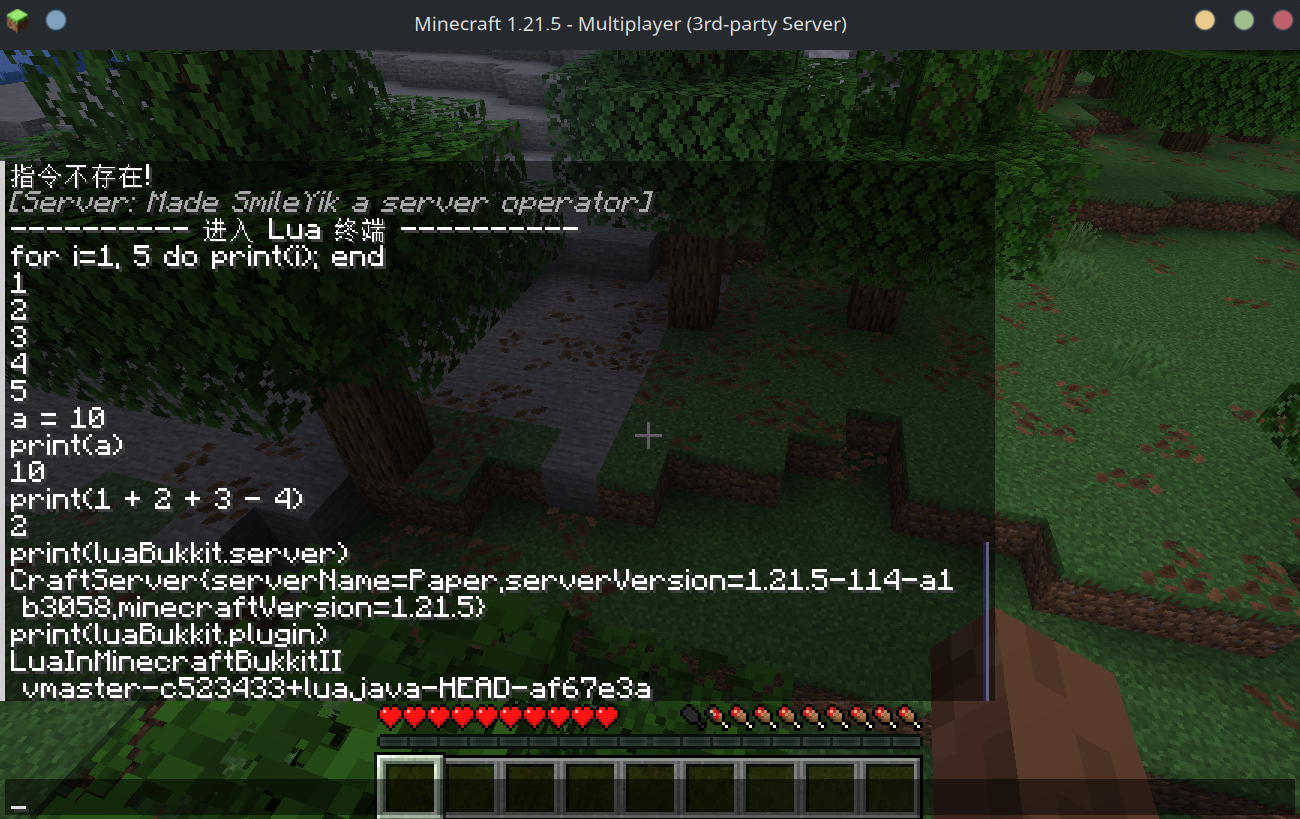 Minecraft 1.21.5 - Multiplayer (3rd-party Server)
指令不存在!
[Server: Made SmileYik a server operator]
---------- 进入 Lua 终端 ----------
for i=1, 5 do print(i); end
1
2
3
4
5
a = 10
print(a)
10
print(1 + 2 + 3 - 4)
2
print(luaBukkit.server)
CraftServer{serverName=Paper,serverVersion=1.21.5-114-a1
b3058,minecraftVersion=1.21.5}
print(luaBukkit.plugin)
LuaInMinecraftBukkitII
vmaster-c523433+luajava-HEAD-af67e3a
_